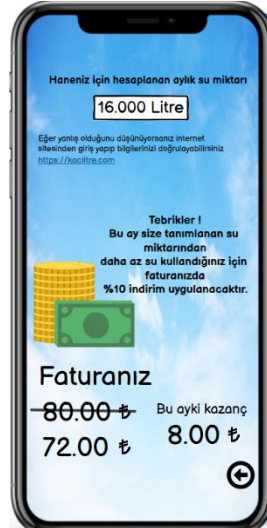 Haneniz için hesaplanan aylık su miktarı
16.000 Litre
Eğer yanlış olduğunu düşünüyorsanız internet
sitesinden giriş yapıp bilgilerinizi doğrulayabilirsiniz
https://kaclitre.com
Tebrikler !
Bu ay size tanımlanan su
miktarından
daha az su kullandığınız için
faturanızda
%10 indirim uygulanacaktır.
Faturanız
80.00 ₺
72.00 ₺
Bu ayki kazanç
8.00 ₺